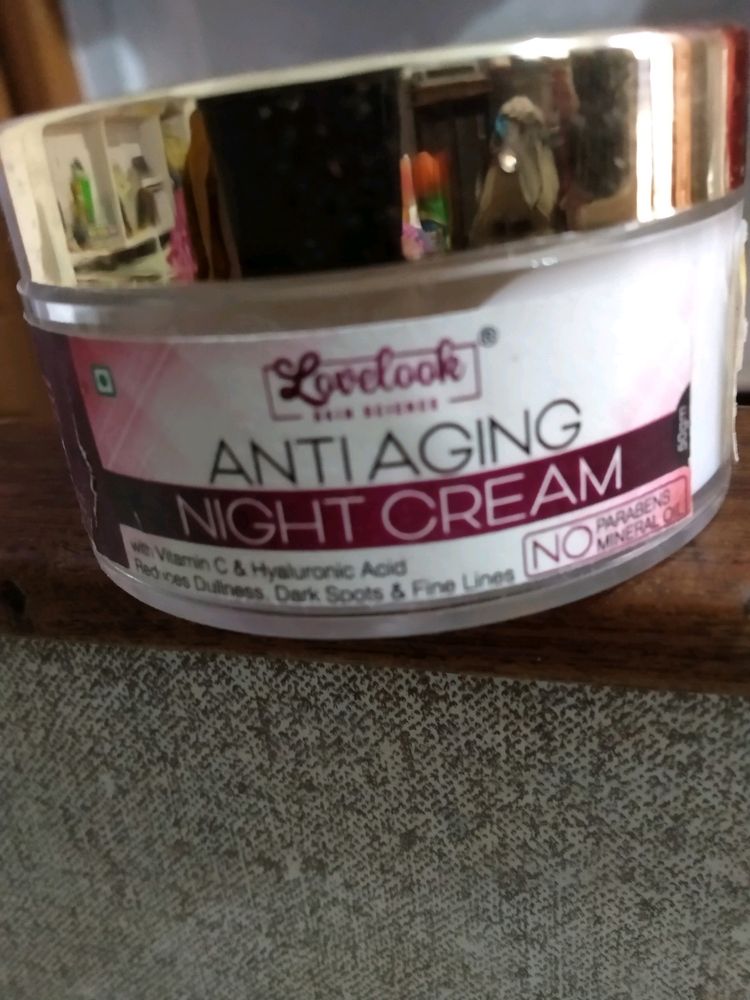 Lovelook ®
SKIN SCIENCE
ANTI AGING
NIGHT CREAM
50gm
with Vitamin C & Hyaluronic Acid
Reduces Dullness, Dark Spots & Fine Lines
NO PARABENS
MINERAL OIL